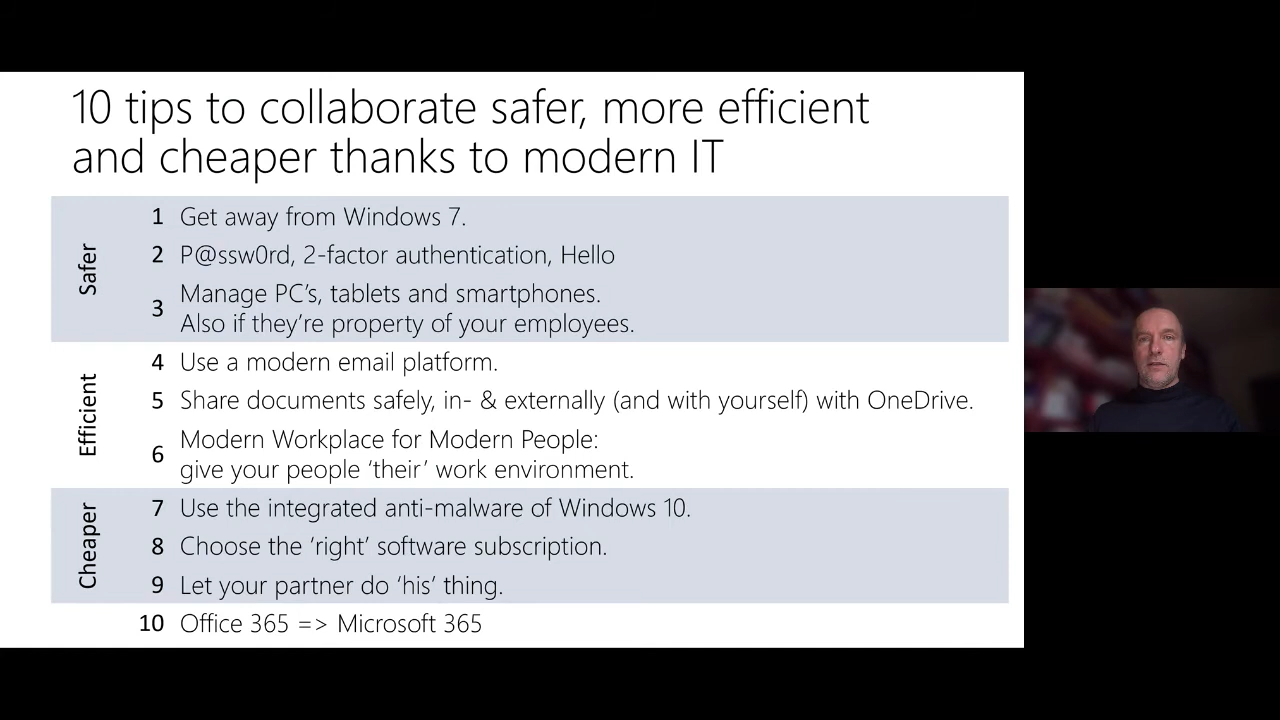 10 tips to collaborate safer, more efficient
and cheaper thanks to modern IT
Safer
1 Get away from Windows 7.
2 P@ssw0rd, 2-factor authentication, Hello
3 Manage PC’s, tablets and smartphones.
Also if they’re property of your employees.
Efficient
4 Use a modern email platform.
5 Share documents safely, in- & externally (and with yourself) with OneDrive.
6 Modern Workplace for Modern People:
give your people ‘their’ work environment.
Cheaper
7 Use the integrated anti-malware of Windows 10.
8 Choose the ‘right’ software subscription.
9 Let your partner do ‘his’ thing.
10 Office 365 => Microsoft 365